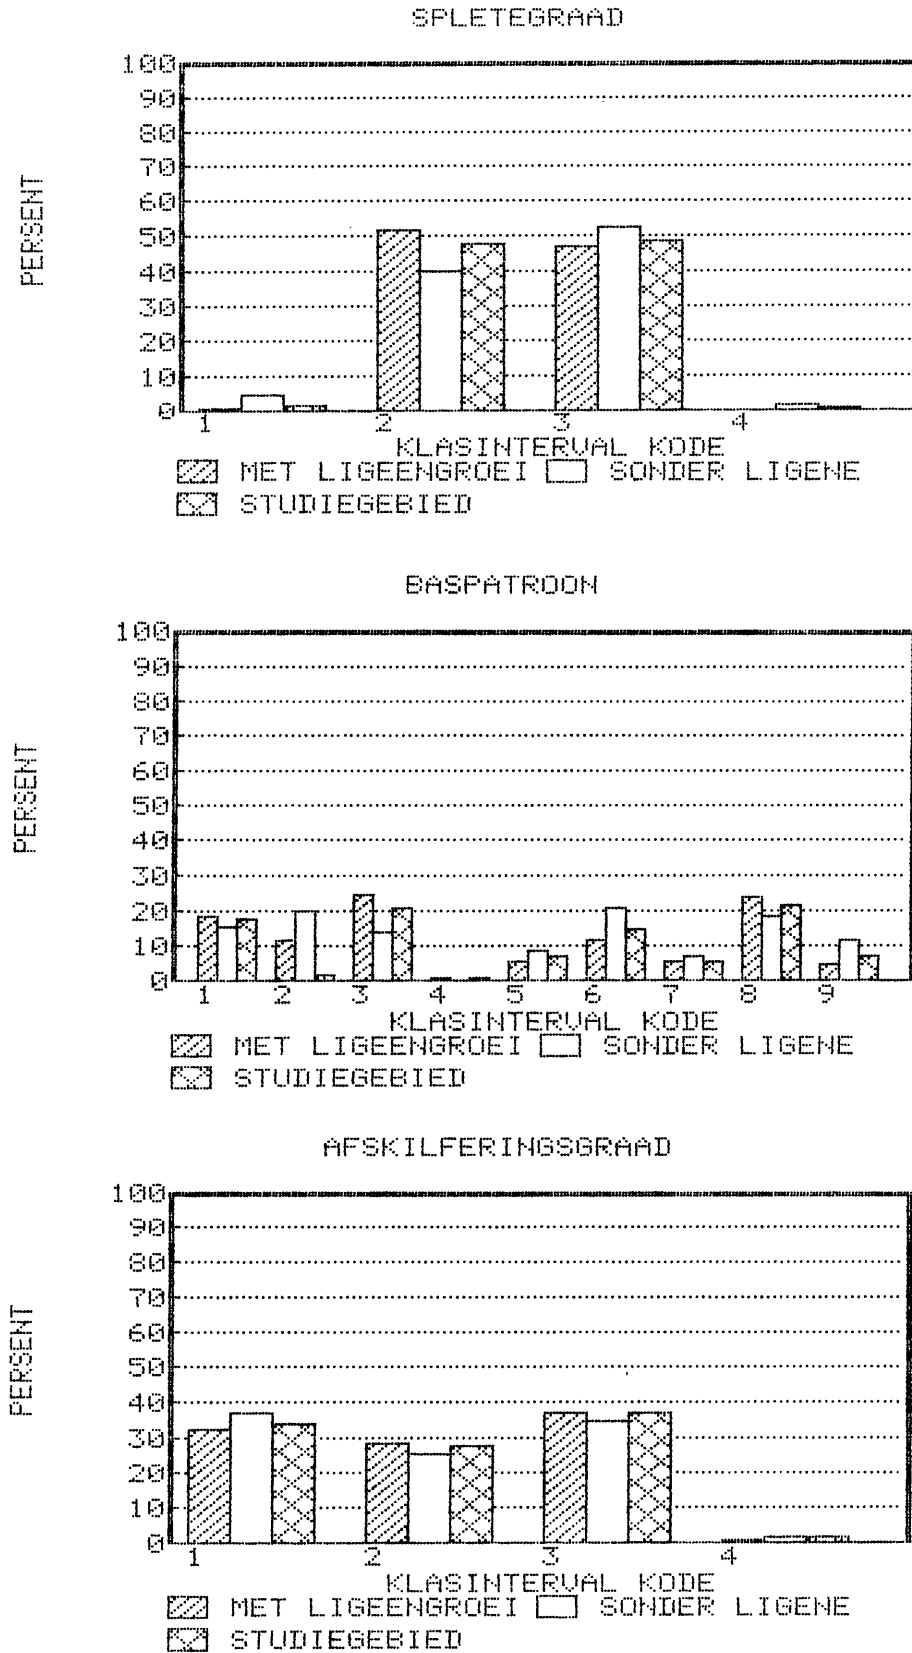 SPLETEGRAAD
100
90
80
70
60
50
40
30
20
10
0
PERSENT
1 2 3 4
KLASINTERVAL KODE
MET LIGEENGROEI SONDER LIGENE
STUDIEGEBIED
BASPATROON
100
90
80
70
60
50
40
30
20
10
0
PERSENT
1 2 3 4 5 6 7 8 9
KLASINTERVAL KODE
MET LIGEENGROEI SONDER LIGENE
STUDIEGEBIED
AFSKILFERINGSGRAAD
100
90
80
70
60
50
40
30
20
10
0
PERSENT
1 2 3 4
KLASINTERVAL KODE
MET LIGEENGROEI SONDER LIGENE
STUDIEGEBIED